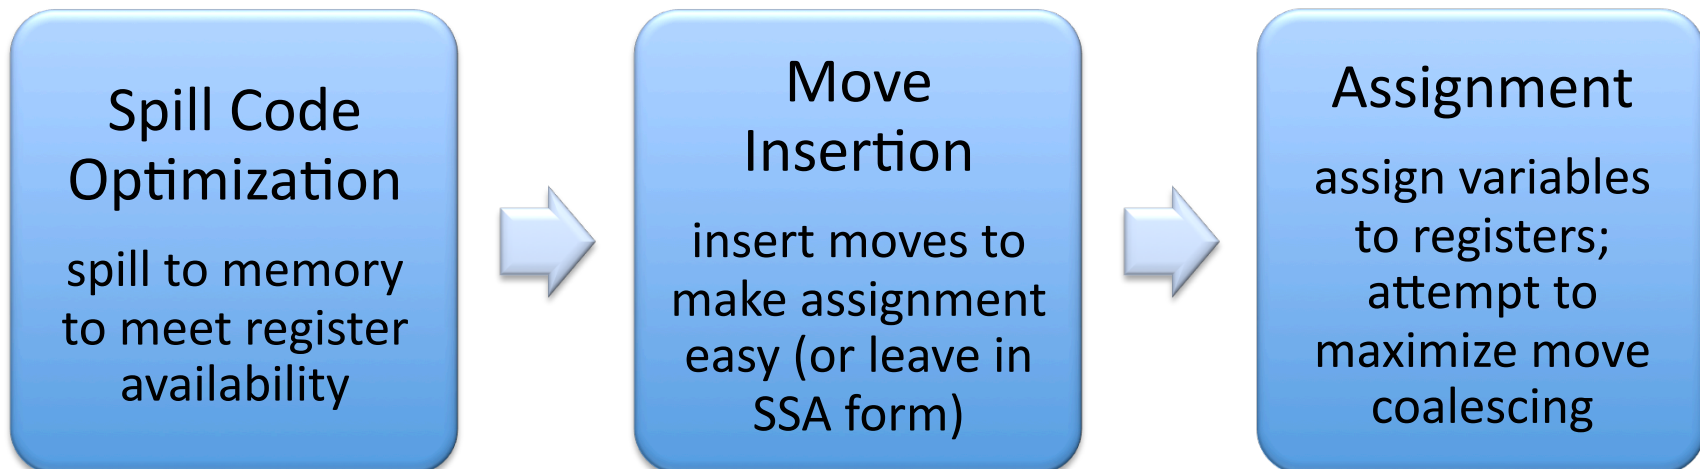 Spill Code
Optimization
spill to memory
to meet register
availability
Move
Insertion
insert moves to
make assignment
easy (or leave in
SSA form)
Assignment
assign variables
to registers;
attempt to
maximize move
coalescing